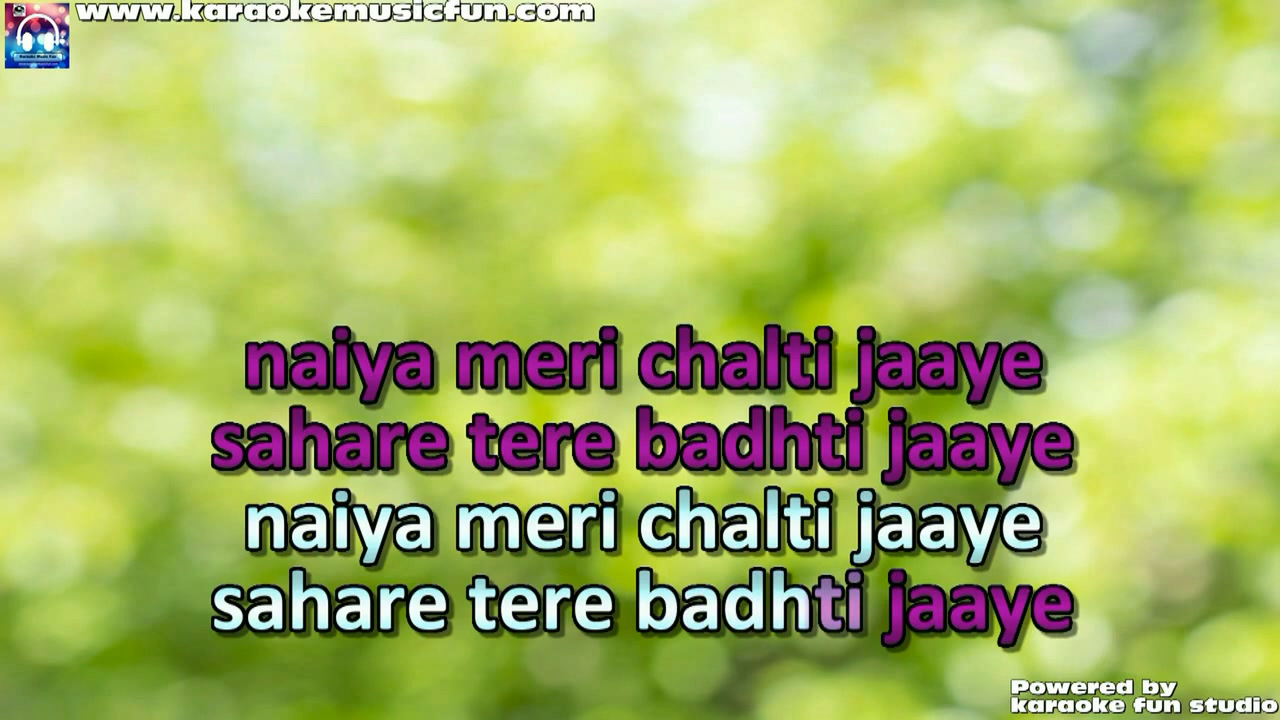 www.karaokemusicfun.com
naiya meri chalti jaaye
sahare tere badhti jaaye
naiya meri chalti jaaye
sahare tere badhti jaaye
Powered by
karaoke fun studio